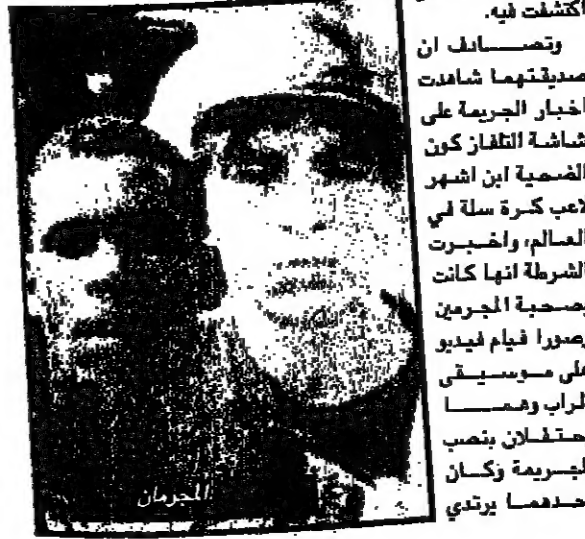 اكتشفت فيه.
وتصادف ان
صديقتهما شاهدت
اخبار الجريمة على
شاشة التلفاز كون
الضحية ابن اشهر
لاعب كرة سلة في
العالم، واخبرت
الشرطة انها كانت
بصحبة المجرمين
وصورا فيلم فيديو
على موسيقى
الراب وهما
يحتفلان بنصب
الجريمة وكان
احدهما يرتدي
المجرمان